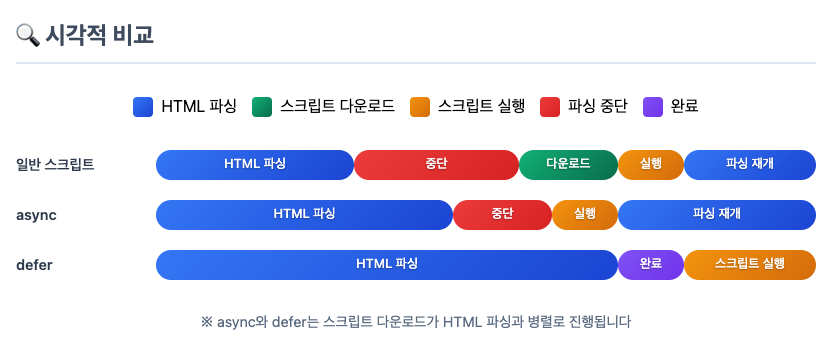 🔍 시각적 비교
HTML 파싱 스크립트 다운로드 스크립트 실행 파싱 중단 완료
일반 스크립트 HTML 파싱 중단 다운로드 실행 파싱 재개
async HTML 파싱 중단 실행 파싱 재개
defer HTML 파싱 완료 스크립트 실행
※ async와 defer는 스크립트 다운로드가 HTML 파싱과 병렬로 진행됩니다